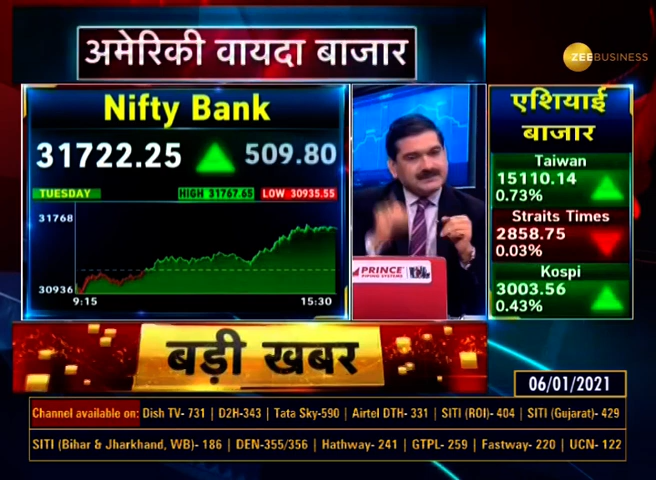 अमेरिकी वायदा बाजार
ZEEBUSINESS
Nifty Bank
31722.25 509.80
TUESDAY HIGH 31767.65 LOW 30935.55
31768
30936
9:15 15:30
PRINCE
PIPING SYSTEMS
एशियाई
बाजार
Taiwan
15110.14
0.73%
Straits Times
2858.75
0.03%
Kospi
3003.56
0.43%
बड़ी खबर
06/01/2021
Channel available on: Dish TV- 731 | D2H-343 | Tata Sky-590 | Airtel DTH- 331 | SITI (ROI)- 404 | SITI (Gujarat)- 429
SITI (Bihar & Jharkhand, WB)- 186 | DEN-355/356 | Hathway- 241 | GTPL- 259 | Fastway- 220 | UCN- 122